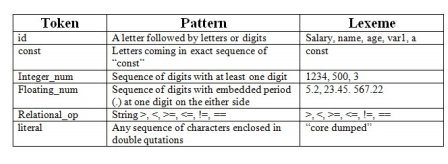 Token Pattern Lexeme
id A letter followed by letters or digits Salary, name, age, var1, a
const Letters coming in exact sequence of const
"const"
Integer_num Sequence of digits with at least one digit 1234, 500, 3
Floating_num Sequence of digits with embedded period 5.2, 23.45. 567.22
(.) at one digit on the either side
Relational_op String >, <, >=, <=, !=, == >, <, >=, <=, !=, ==
literal Any sequence of characters enclosed in "core dumped"
double qutations